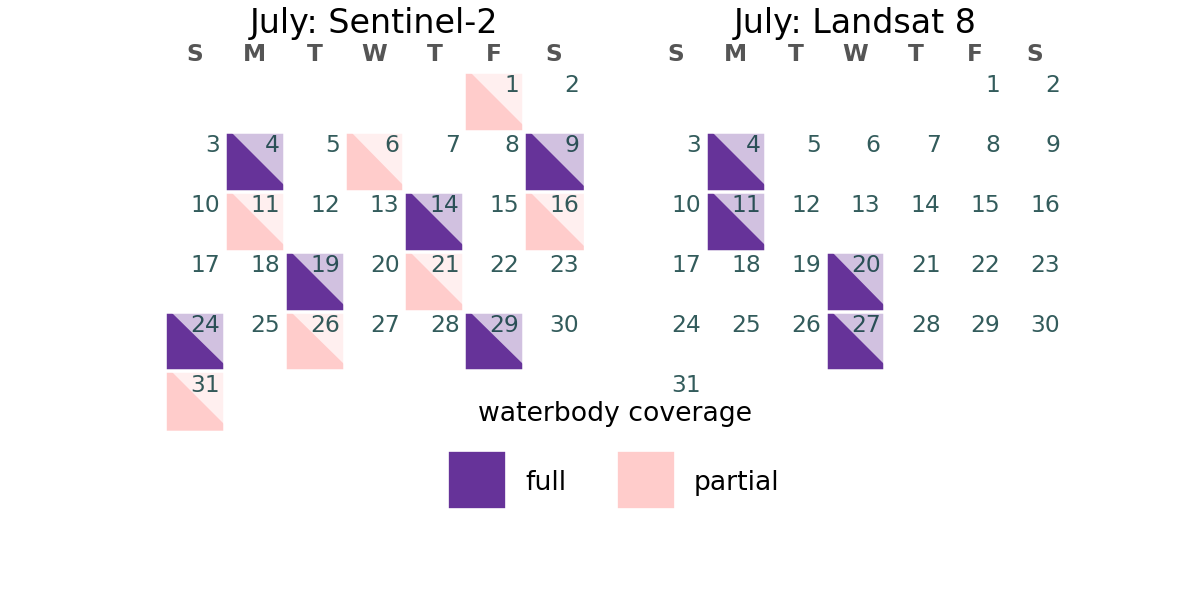 July: Sentinel-2
S M T W T F S
1 2
3 4 5 6 7 8 9
10 11 12 13 14 15 16
17 18 19 20 21 22 23
24 25 26 27 28 29 30
31
July: Landsat 8
S M T W T F S
1 2
3 4 5 6 7 8 9
10 11 12 13 14 15 16
17 18 19 20 21 22 23
24 25 26 27 28 29 30
31
waterbody coverage
full partial